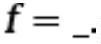 f = _.